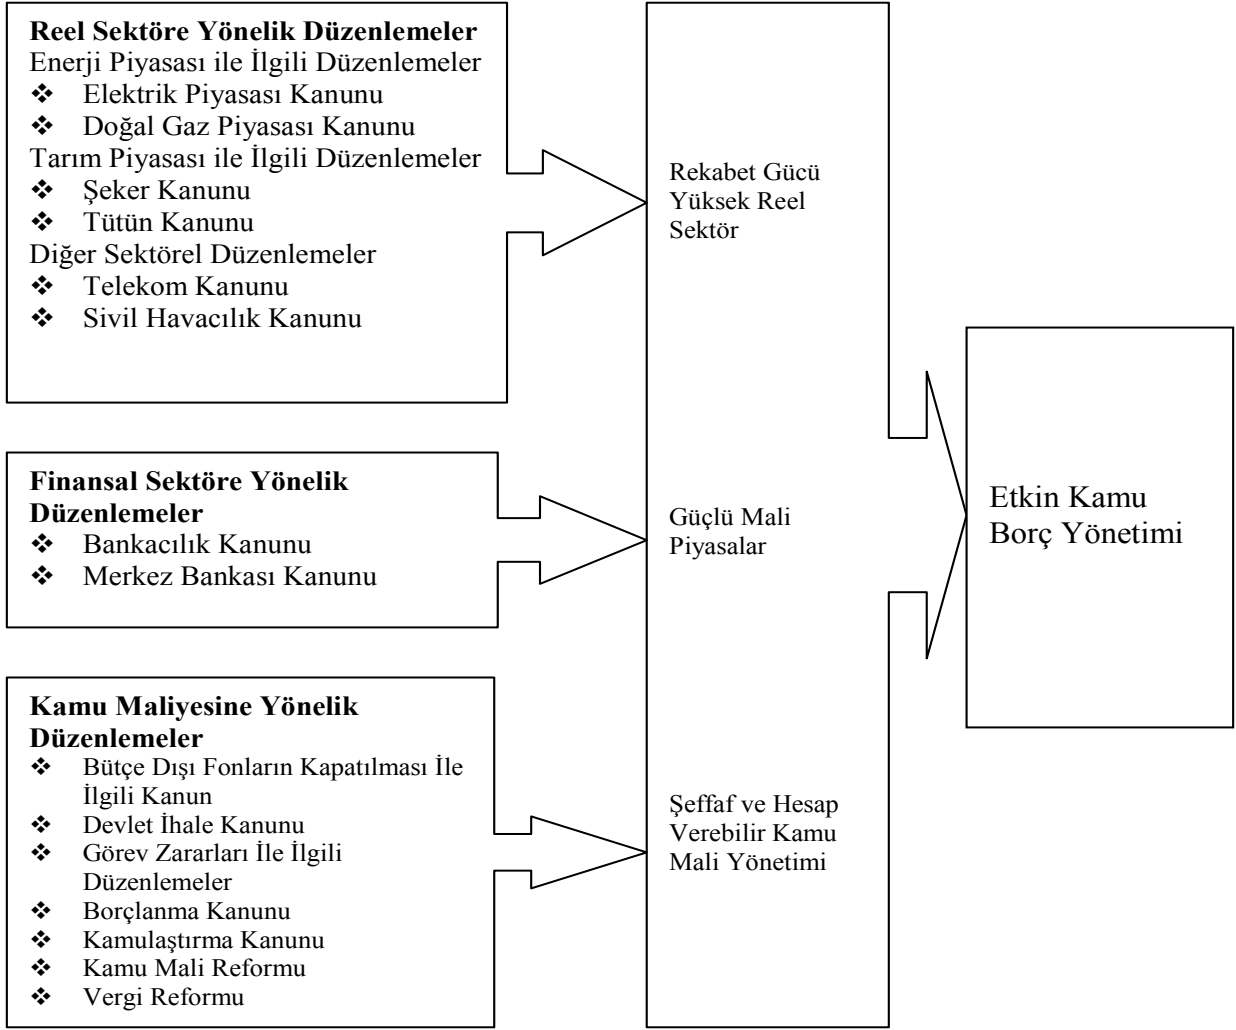 Reel Sektöre Yönelik Düzenlemeler
Enerji Piyasası ile İlgili Düzenlemeler
❖ Elektrik Piyasası Kanunu
❖ Doğal Gaz Piyasası Kanunu
Tarım Piyasası ile İlgili Düzenlemeler
❖ Şeker Kanunu
❖ Tütün Kanunu
Diğer Sektörel Düzenlemeler
❖ Telekom Kanunu
❖ Sivil Havacılık Kanunu
Finansal Sektöre Yönelik
Düzenlemeler
❖ Bankacılık Kanunu
❖ Merkez Bankası Kanunu
Kamu Maliyesine Yönelik
Düzenlemeler
❖ Bütçe Dışı Fonların Kapatılması İle
İlgili Kanun
❖ Devlet İhale Kanunu
❖ Görev Zararları İle İlgili
Düzenlemeler
❖ Borçlanma Kanunu
❖ Kamulaştırma Kanunu
❖ Kamu Mali Reformu
❖ Vergi Reformu
Rekabet Gücü
Yüksek Reel
Sektör
Güçlü Mali
Piyasalar
Şeffaf ve Hesap
Verebilir Kamu
Mali Yönetimi
Etkin Kamu
Borç Yönetimi